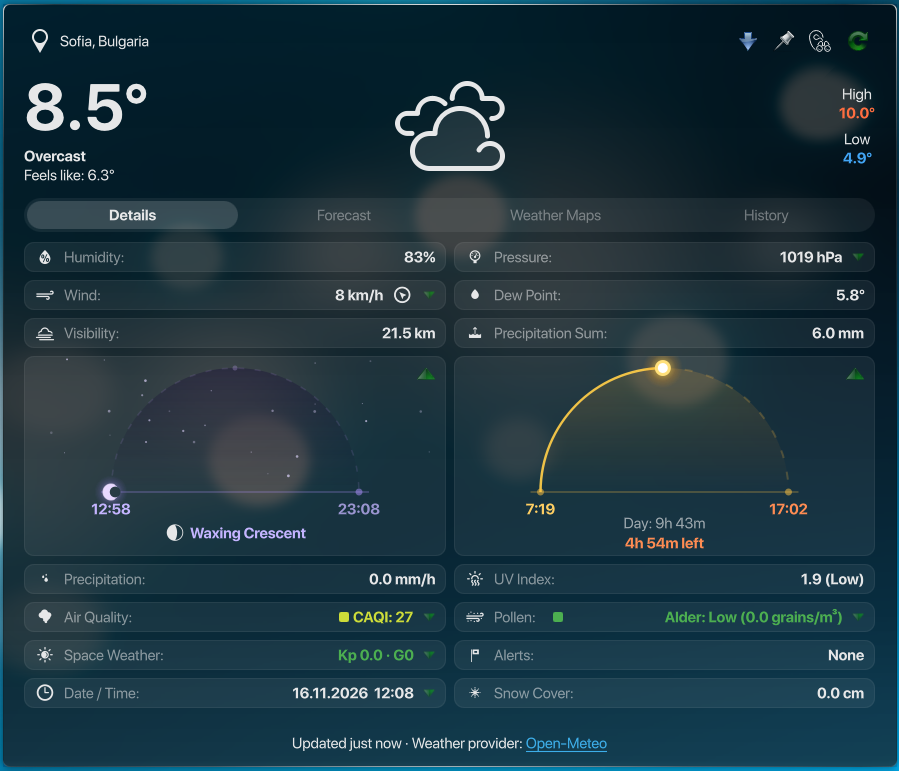 Sofia, Bulgaria
8.5°
Overcast
Feels like: 6.3°
High
10.0°
Low
4.9°
Details Forecast Weather Maps History
Humidity: 83%
Pressure: 1019 hPa
Wind: 8 km/h
Dew Point: 5.8°
Visibility: 21.5 km
Precipitation Sum: 6.0 mm
12:58 23:08
Waxing Crescent
7:19 17:02
Day: 9h 43m
4h 54m left
Precipitation: 0.0 mm/h
UV Index: 1.9 (Low)
Air Quality: CAQI: 27
Pollen: Alder: Low (0.0 grains/m³)
Space Weather: Kp 0.0 · G0
Alerts: None
Date / Time: 16.11.2026 12:08
Snow Cover: 0.0 cm
Updated just now · Weather provider: Open-Meteo